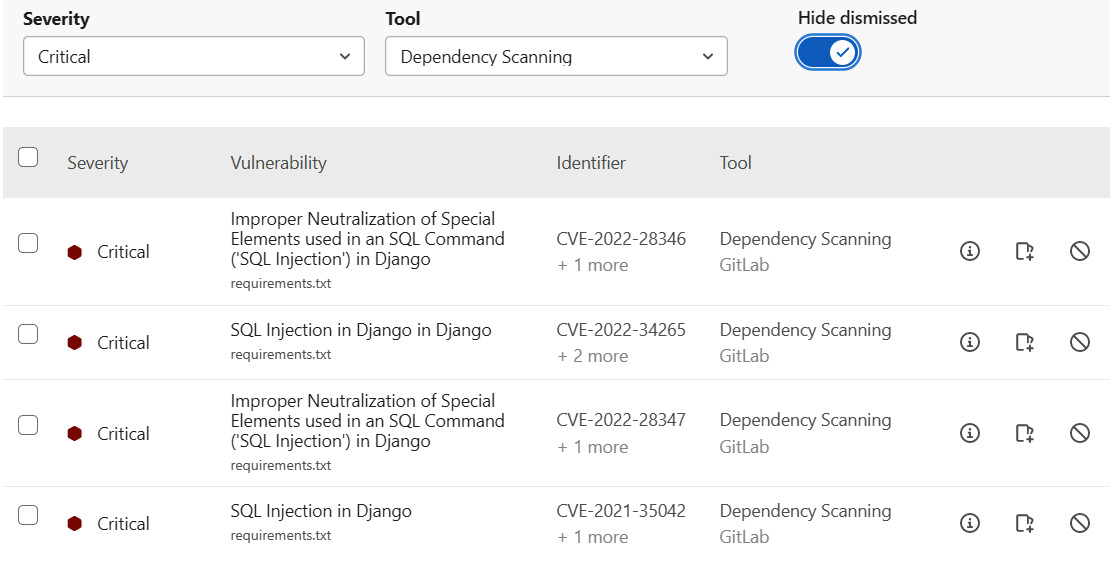 Severity
Tool
Hide dismissed
Critical
Dependency Scanning
Severity
Vulnerability
Identifier
Tool
Critical
Improper Neutralization of Special
Elements used in an SQL Command
('SQL Injection') in Django
requirements.txt
CVE-2022-28346
+ 1 more
Dependency Scanning
GitLab
Critical
SQL Injection in Django in Django
requirements.txt
CVE-2022-34265
+ 2 more
Dependency Scanning
GitLab
Critical
Improper Neutralization of Special
Elements used in an SQL Command
('SQL Injection') in Django
requirements.txt
CVE-2022-28347
+ 1 more
Dependency Scanning
GitLab
Critical
SQL Injection in Django
requirements.txt
CVE-2021-35042
+ 1 more
Dependency Scanning
GitLab